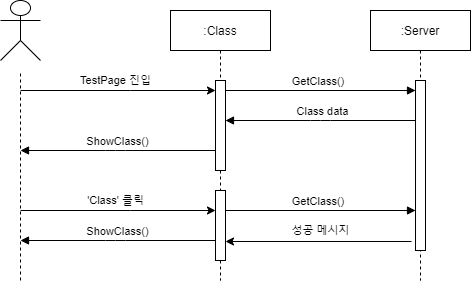 :Class
:Server
TestPage 진입
GetClass()
Class data
ShowClass()
'Class' 클릭
GetClass()
ShowClass()
성공 메시지